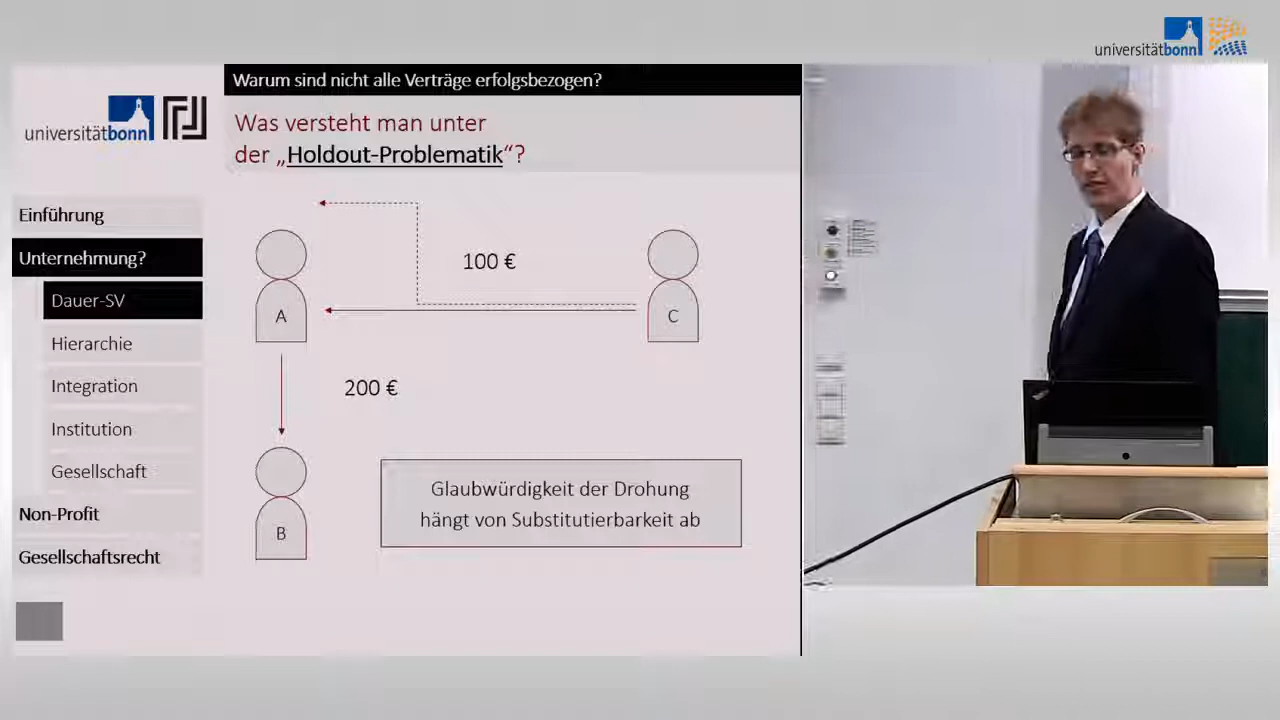 universitätbonn
Warum sind nicht alle Verträge erfolgsbezogen?
universitätbonn
Was versteht man unter
der „Holdout-Problematik“?
Einführung
Unternehmung?
Dauer-SV
Hierarchie
Integration
Institution
Gesellschaft
Non-Profit
Gesellschaftsrecht
100 €
A
C
200 €
B
Glaubwürdigkeit der Drohung
hängt von Substitutierbarkeit ab